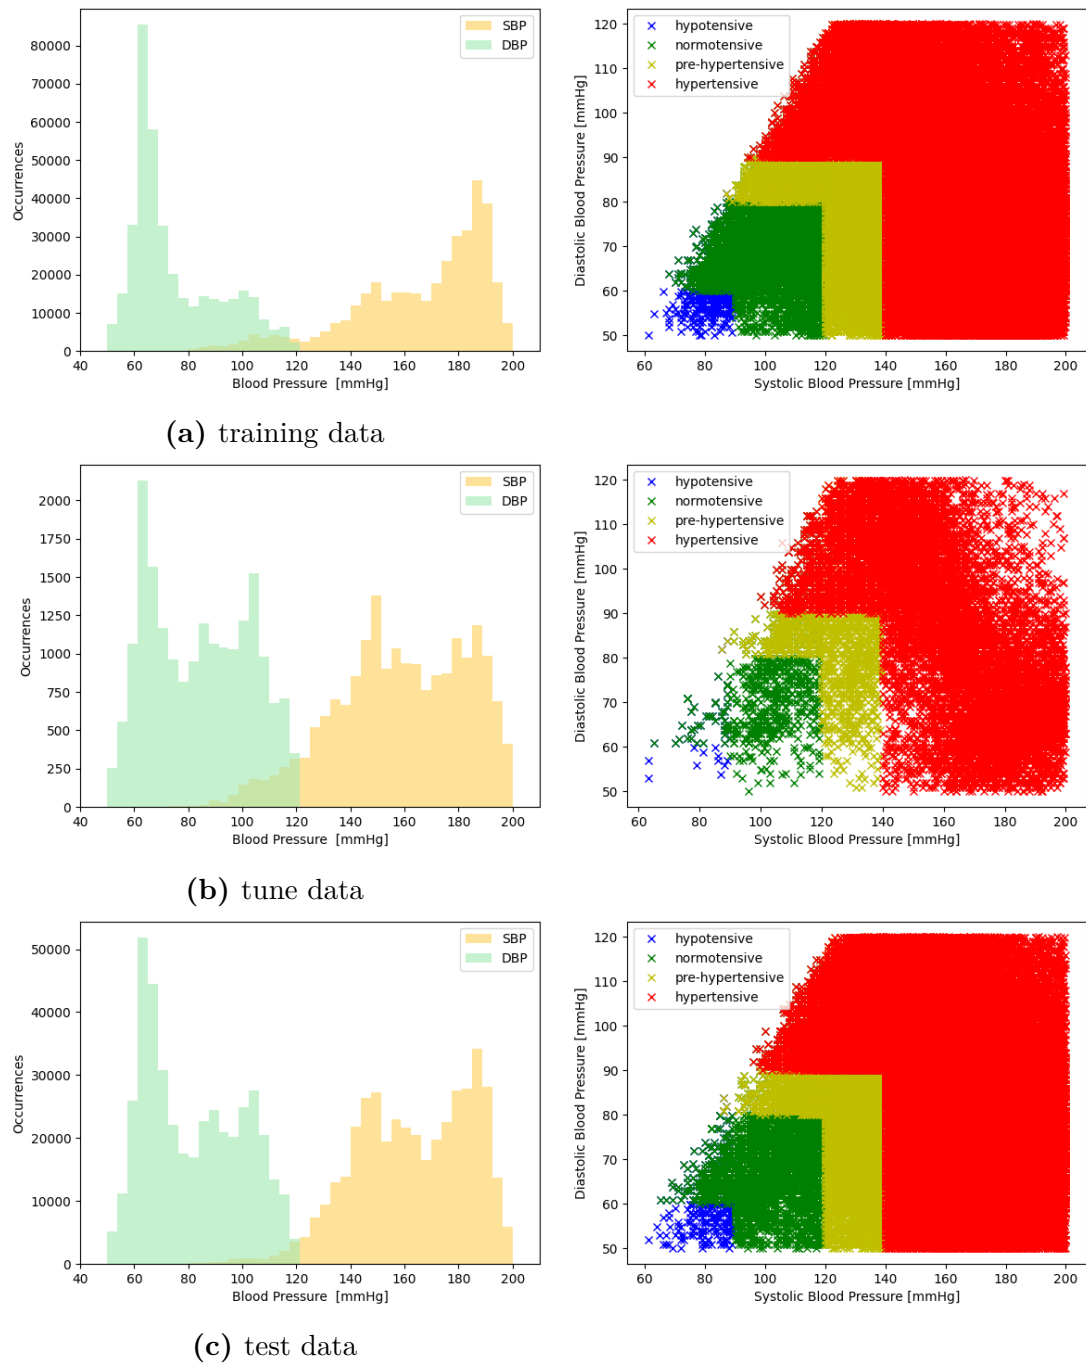 SBP
DBP
80000
70000
60000
50000
40000
30000
20000
10000
0
Occurrences
40 60 80 100 120 140 160 180 200
Blood Pressure [mmHg]
hypotensive
normotensive
pre-hypertensive
hypertensive
120
110
100
90
80
70
60
50
Diastolic Blood Pressure [mmHg]
60 80 100 120 140 160 180 200
Systolic Blood Pressure [mmHg]
(a) training data
SBP
DBP
2000
1750
1500
1250
1000
750
500
250
0
Occurrences
40 60 80 100 120 140 160 180 200
Blood Pressure [mmHg]
hypotensive
normotensive
pre-hypertensive
hypertensive
120
110
100
90
80
70
60
50
Diastolic Blood Pressure [mmHg]
60 80 100 120 140 160 180 200
Systolic Blood Pressure [mmHg]
(b) tune data
SBP
DBP
50000
40000
30000
20000
10000
0
Occurrences
40 60 80 100 120 140 160 180 200
Blood Pressure [mmHg]
hypotensive
normotensive
pre-hypertensive
hypertensive
120
110
100
90
80
70
60
50
Diastolic Blood Pressure [mmHg]
60 80 100 120 140 160 180 200
Systolic Blood Pressure [mmHg]
(c) test data